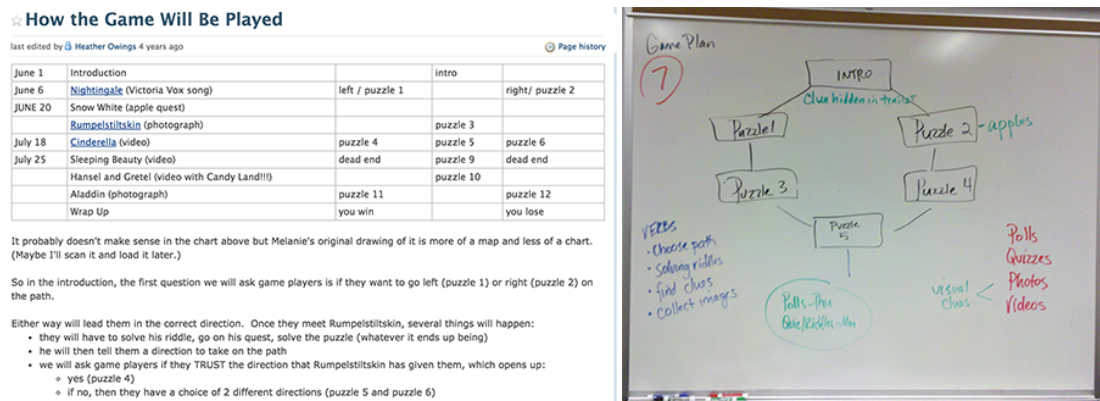 How the Game Will Be Played
last edited by Heather Owings 4 years ago
Page history
June 1 Introduction intro
June 6 Nightingale (Victoria Vox song) left / puzzle 1 right/ puzzle 2
JUNE 20 Snow White (apple quest)
Rumpelstiltskin (photograph) puzzle 3
July 18 Cinderella (video) puzzle 4 puzzle 5 puzzle 6
July 25 Sleeping Beauty (video) dead end puzzle 9 dead end
Hansel and Gretel (video with Candy Land!!!) puzzle 10
Aladdin (photograph) puzzle 11 puzzle 12
Wrap Up you win you lose
It probably doesn't make sense in the chart above but Melanie's original drawing of it is more of a map and less of a chart.
(Maybe I'll scan it and load it later.)
So in the introduction, the first question we will ask game players is if they want to go left (puzzle 1) or right (puzzle 2) on
the path.
Either way will lead them in the correct direction. Once they meet Rumpelstiltskin, several things will happen:
• they will have to solve his riddle, go on his quest, solve the puzzle (whatever it ends up being)
• he will then tell them a direction to take on the path
• we will ask game players if they TRUST the direction that Rumpelstiltskin has given them, which opens up:
yes (puzzle 4)
if no, then they have a choice of 2 different directions (puzzle 5 and puzzle 6)
Game Plan
7
INTRO
Clue hidden in trailer
Puzzle 1
Puzzle 2 - apples
Puzzle 3
Puzzle 4
Puzzle
5
VERBS
• Choose path
• Solving riddles
• find clues
• collect images
Polls - Thu
Quiz/Riddles - Mon
visual
clues
Polls
Quizzes
Photos
Videos